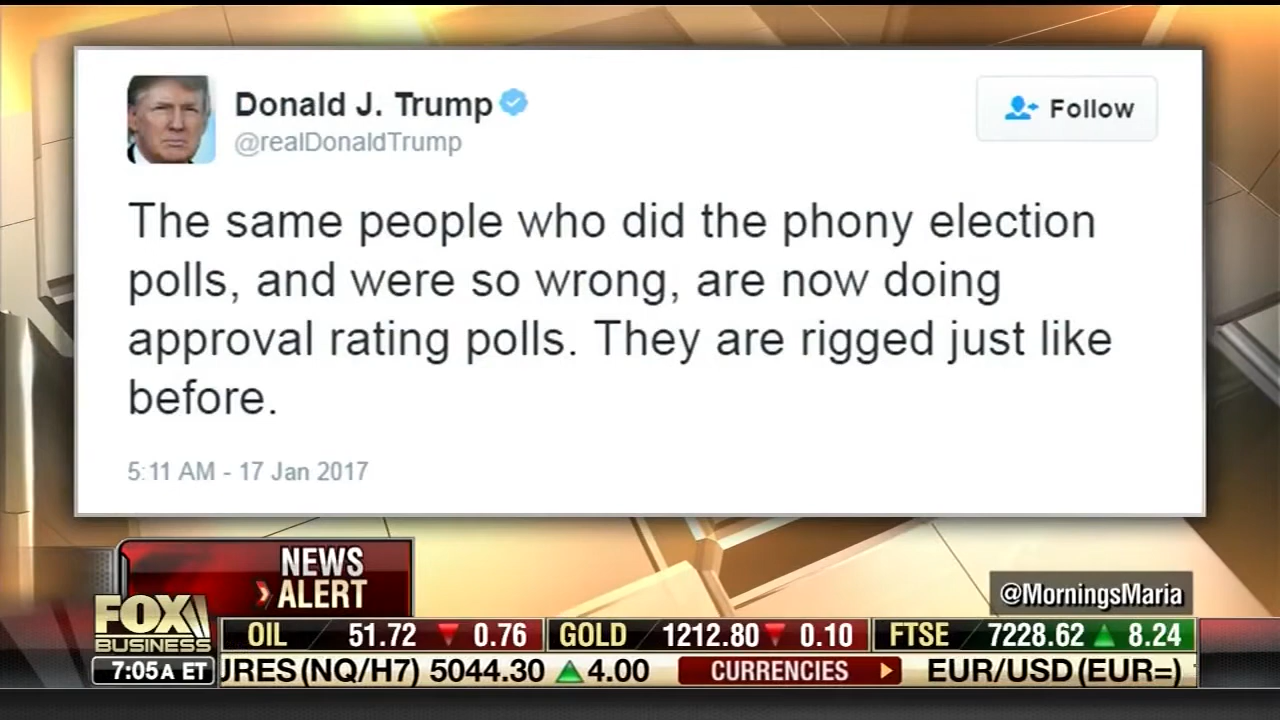 Donald J. Trump
@realDonaldTrump
Follow
The same people who did the phony election
polls, and were so wrong, are now doing
approval rating polls. They are rigged just like
before.
5:11 AM - 17 Jan 2017
NEWS
ALERT
@MorningsMaria
FOX
BUSINESS
OIL 51.72 0.76 GOLD 1212.80 0.10 FTSE 7228.62 8.24
7:05A ET
URES(NQ/H7) 5044.30 4.00 CURRENCIES EUR/USD(EUR=)